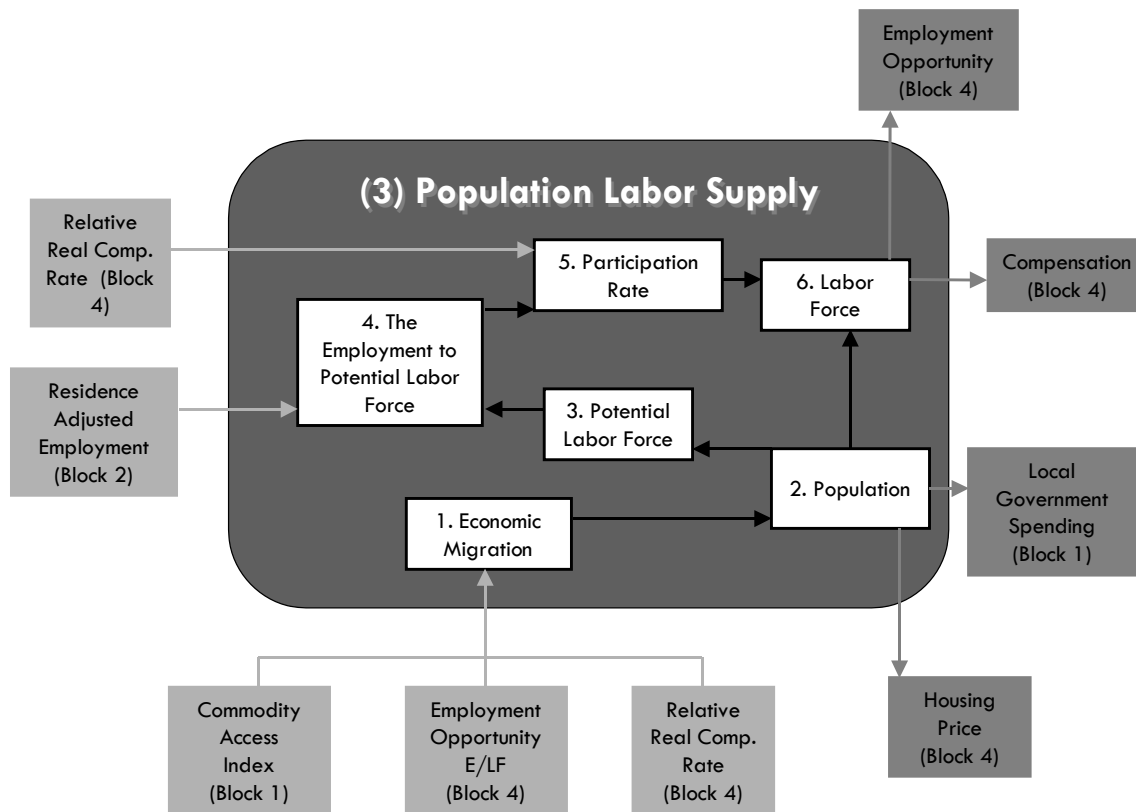 Employment
Opportunity
(Block 4)
(3) Population Labor Supply
Relative
Real Comp.
Rate (Block
4)
5. Participation
Rate
6. Labor
Force
Compensation
(Block 4)
4. The
Employment to
Potential Labor
Force
Residence
Adjusted
Employment
(Block 2)
3. Potential
Labor Force
2. Population
Local
Government
Spending
(Block 1)
1. Economic
Migration
Commodity
Access
Index
(Block 1)
Employment
Opportunity
E/LF
(Block 4)
Relative
Real Comp.
Rate
(Block 4)
Housing
Price
(Block 4)